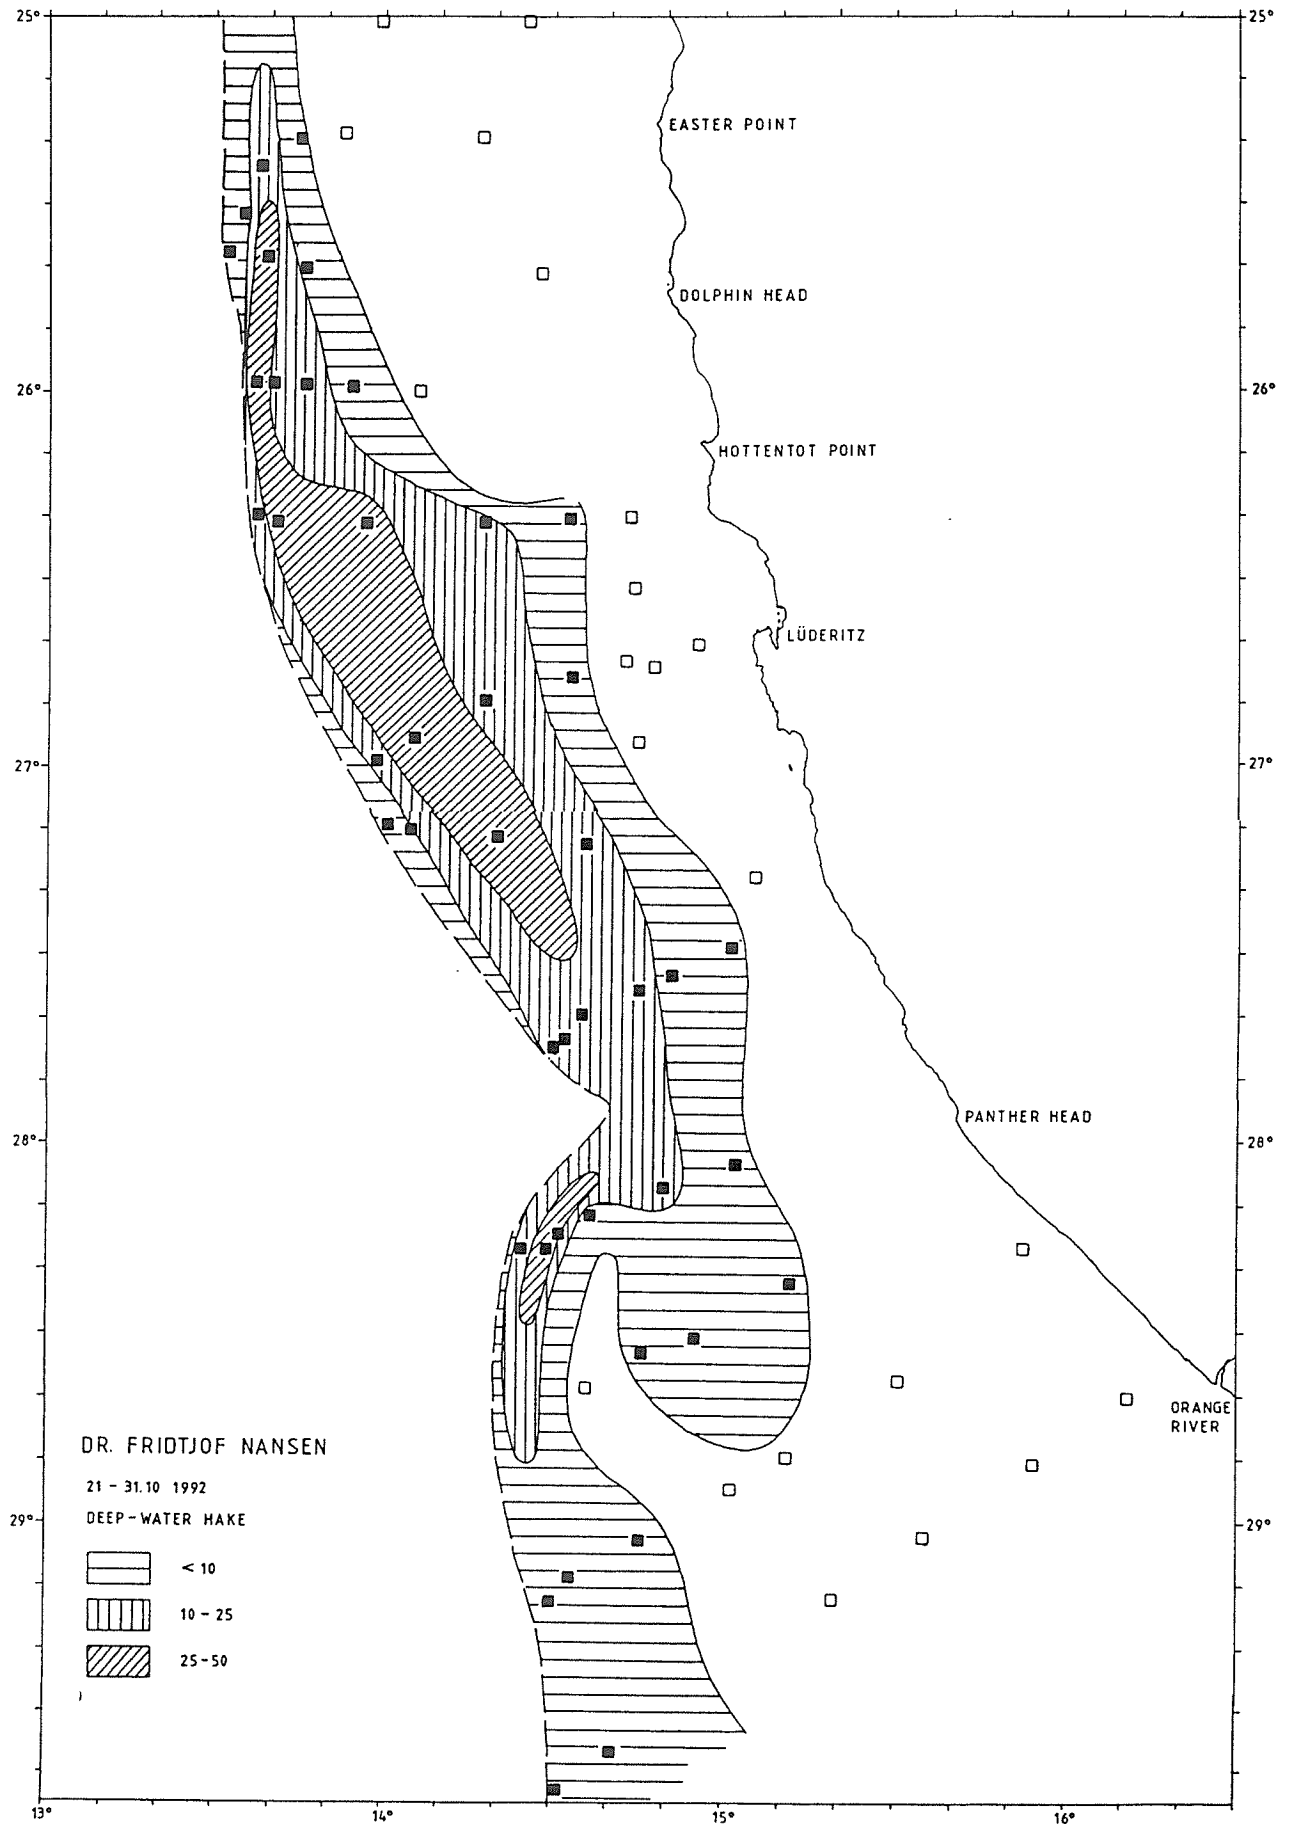 25° 25°
EASTER POINT
DOLPHIN HEAD
26° 26°
HOTTENTOT POINT
LÜDERITZ
27° 27°
PANTHER HEAD
28° 28°
ORANGE
RIVER
DR. FRIDTJOF NANSEN
21 - 31.10 1992
DEEP-WATER HAKE
29° 29°
< 10
10 - 25
25-50
13° 14° 15° 16°